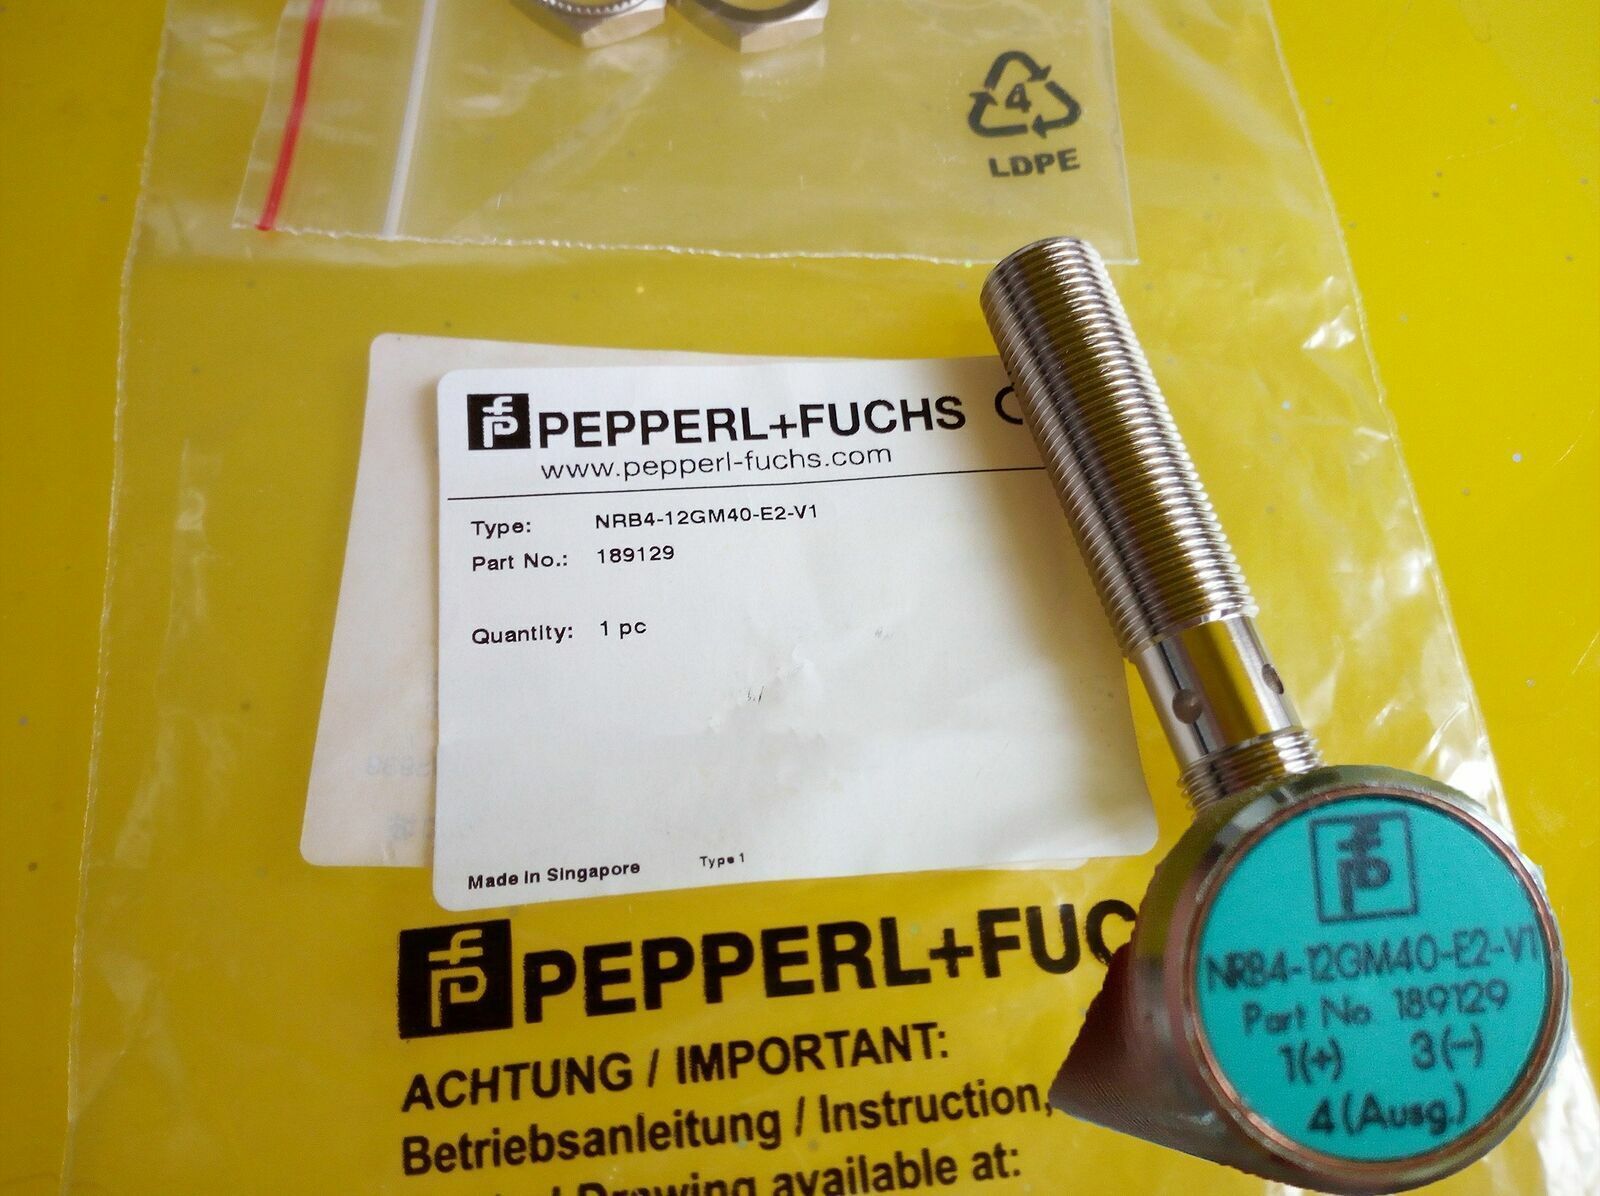 4
LDPE
PEPPERL+FUCHS
www.pepperl-fuchs.com
Type: NRB4-12GM40-E2-V1
Part No.: 189129
Quantity: 1 pc
Made in Singapore Type 1
PEPPERL+FUC
ACHTUNG / IMPORTANT:
Betriebsanleitung / Instruction,
Drawing available at:
NRB4-12GM40-E2-V1
Part No. 189129
1(+) 3(-)
4(Ausg.)